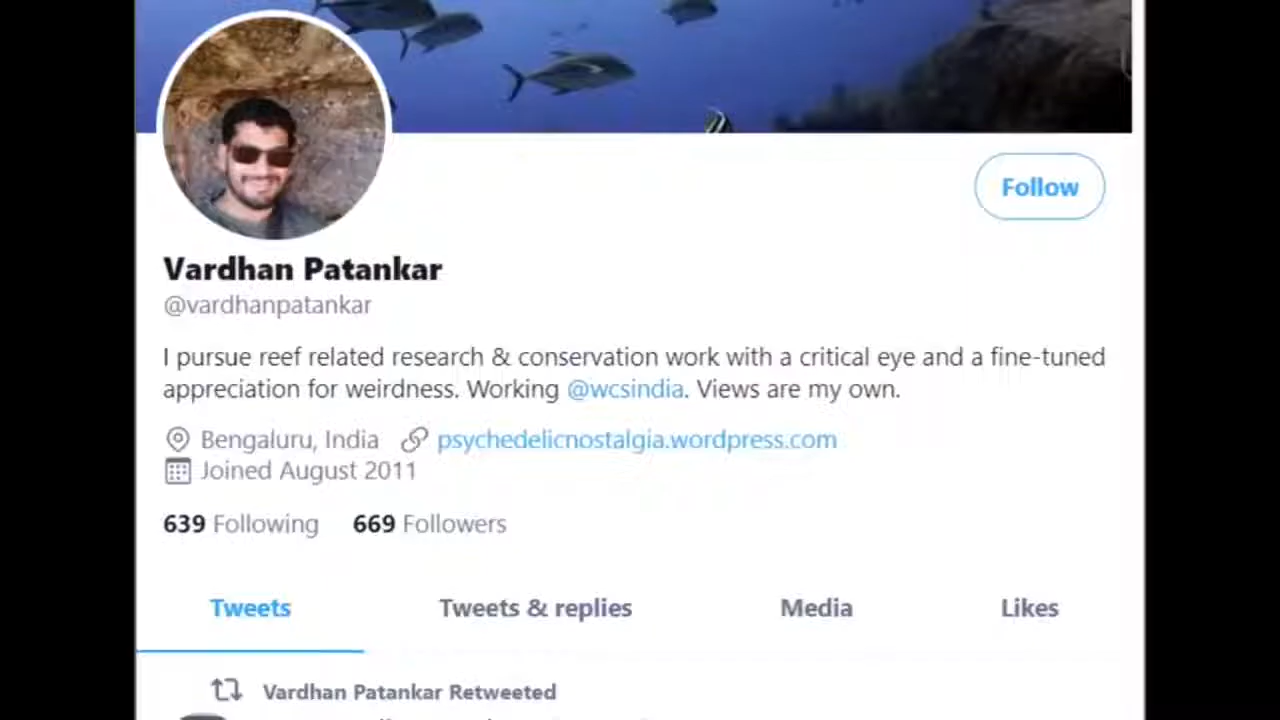 Follow
Vardhan Patankar
@vardhanpatankar
I pursue reef related research & conservation work with a critical eye and a fine-tuned
appreciation for weirdness. Working @wcsindia. Views are my own.
Bengaluru, India psychedelicnostalgia.wordpress.com
Joined August 2011
639 Following 669 Followers
Tweets Tweets & replies Media Likes
Vardhan Patankar Retweeted